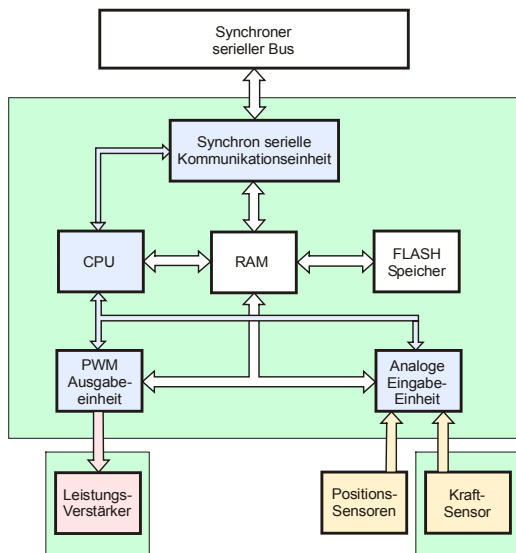 Synchroner
serieller Bus
Synchron serielle
Kommunikationseinheit
CPU
RAM
FLASH
Speicher
PWM
Ausgabe-
einheit
Analoge
Eingabe-
Einheit
Leistungs-
Verstärker
Positions-
Sensoren
Kraft-
Sensor